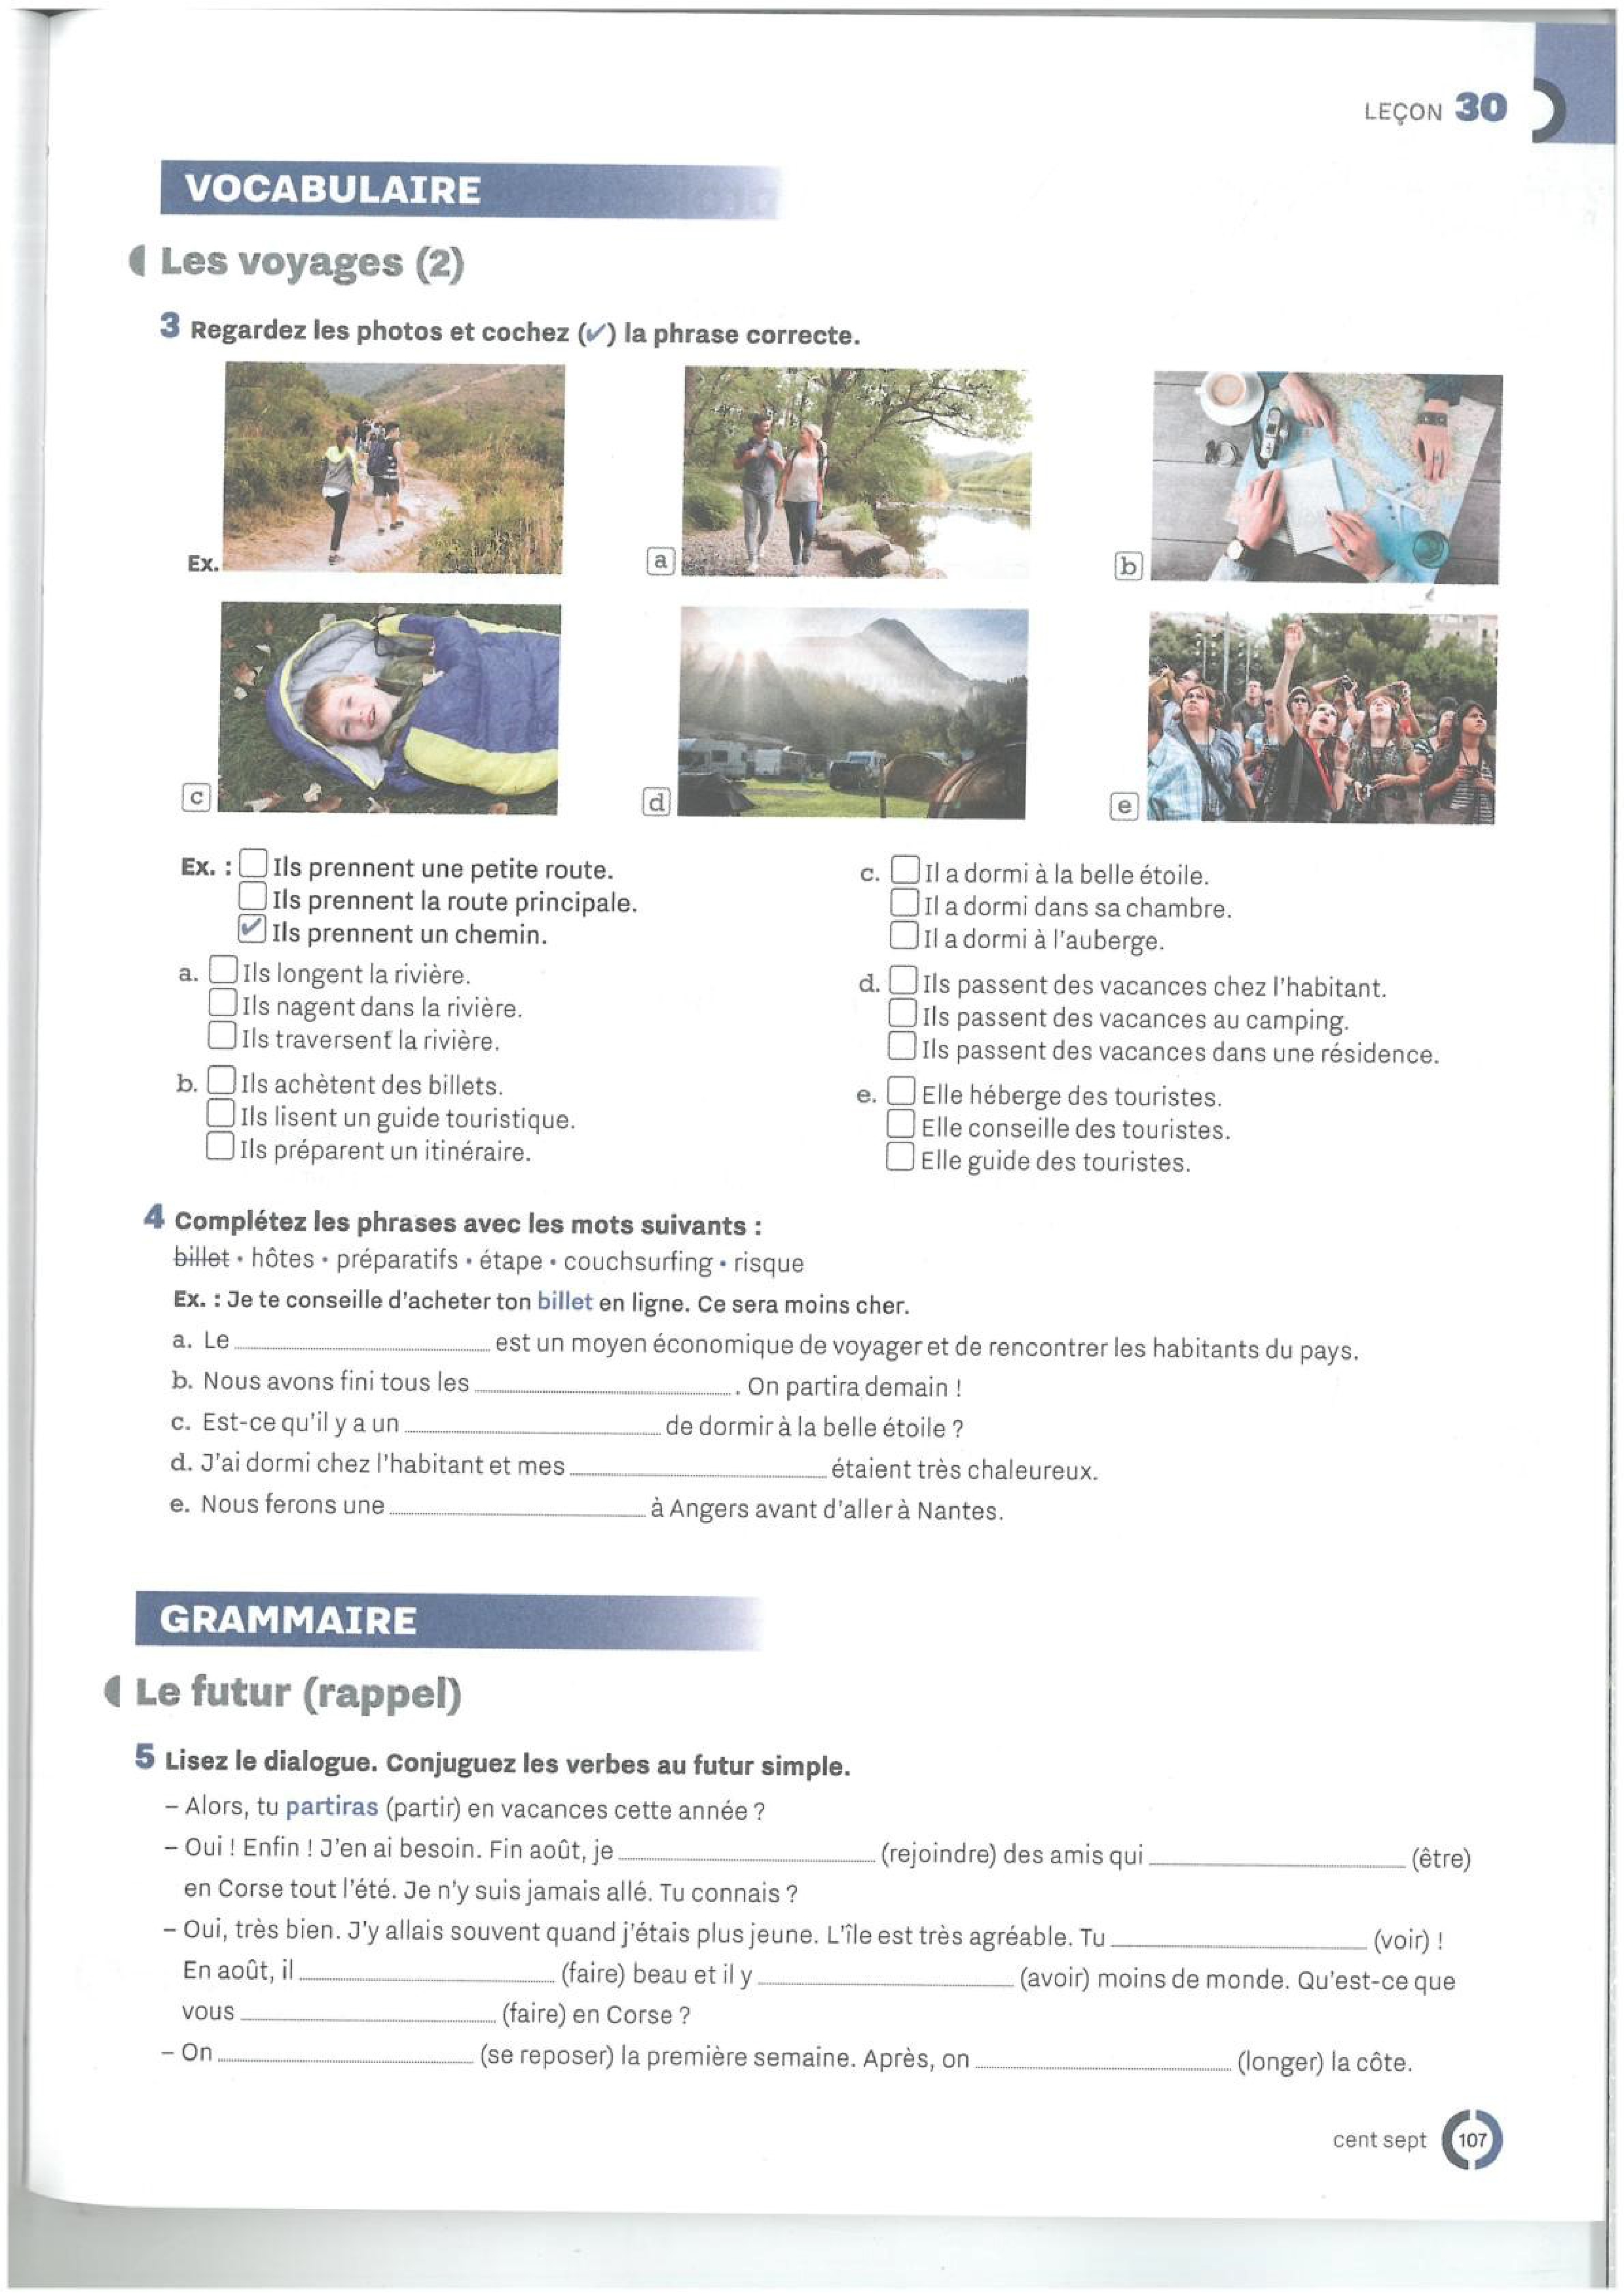 LEÇON 30
VOCABULAIRE
Les voyages (2)
3 Regardez les photos et cochez (✔) la phrase correcte.
Ex.
a
b
c
d
e
Ex. : ☐ Ils prennent une petite route.
☐ Ils prennent la route principale.
☑ Ils prennent un chemin.
a. ☐ Ils longent la rivière.
☐ Ils nagent dans la rivière.
☐ Ils traversent la rivière.
b. ☐ Ils achètent des billets.
☐ Ils lisent un guide touristique.
☐ Ils préparent un itinéraire.
c. ☐ Il a dormi à la belle étoile.
☐ Il a dormi dans sa chambre.
☐ Il a dormi à l'auberge.
d. ☐ Ils passent des vacances chez l'habitant.
☐ Ils passent des vacances au camping.
☐ Ils passent des vacances dans une résidence.
e. ☐ Elle héberge des touristes.
☐ Elle conseille des touristes.
☐ Elle guide des touristes.
4 Complétez les phrases avec les mots suivants :
billet • hôtes • préparatifs • étape • couchsurfing • risque
Ex. : Je te conseille d'acheter ton billet en ligne. Ce sera moins cher.
a. Le ______ est un moyen économique de voyager et de rencontrer les habitants du pays.
b. Nous avons fini tous les ______. On partira demain !
c. Est-ce qu'il y a un ______ de dormir à la belle étoile ?
d. J'ai dormi chez l'habitant et mes ______ étaient très chaleureux.
e. Nous ferons une ______ à Angers avant d'aller à Nantes.
GRAMMAIRE
Le futur (rappel)
5 Lisez le dialogue. Conjuguez les verbes au futur simple.
– Alors, tu partiras (partir) en vacances cette année ?
– Oui ! Enfin ! J'en ai besoin. Fin août, je ______ (rejoindre) des amis qui ______ (être)
en Corse tout l'été. Je n'y suis jamais allé. Tu connais ?
– Oui, très bien. J'y allais souvent quand j'étais plus jeune. L'île est très agréable. Tu ______ (voir) !
En août, il ______ (faire) beau et il y ______ (avoir) moins de monde. Qu'est-ce que
vous ______ (faire) en Corse ?
– On ______ (se reposer) la première semaine. Après, on ______ (longer) la côte.
cent sept 107